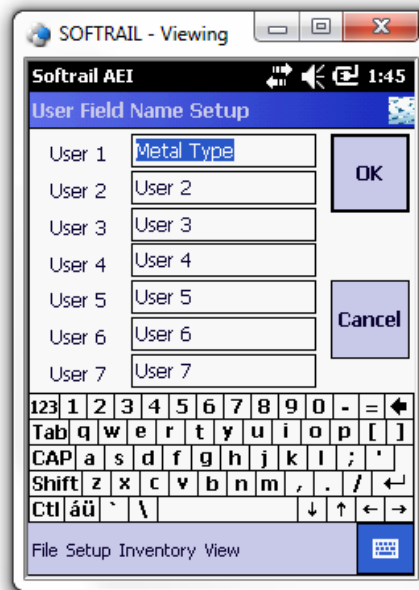 SOFTRAIL - Viewing
Softrail AEI 1:45
User Field Name Setup
User 1 Metal Type
OK
User 2 User 2
User 3 User 3
User 4 User 4
User 5 User 5
Cancel
User 6 User 6
User 7 User 7
123 1 2 3 4 5 6 7 8 9 0 - =
Tab q w e r t y u i o p [ ]
CAP a s d f g h j k l ; '
Shift z x c v b n m , . /
Ctl áü ` \
File Setup Inventory View